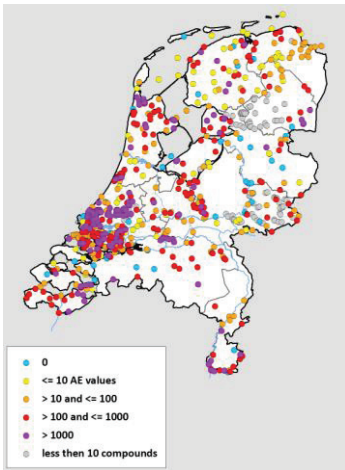 0
<= 10 AE values
> 10 and <= 100
> 100 and <= 1000
> 1000
less then 10 compounds